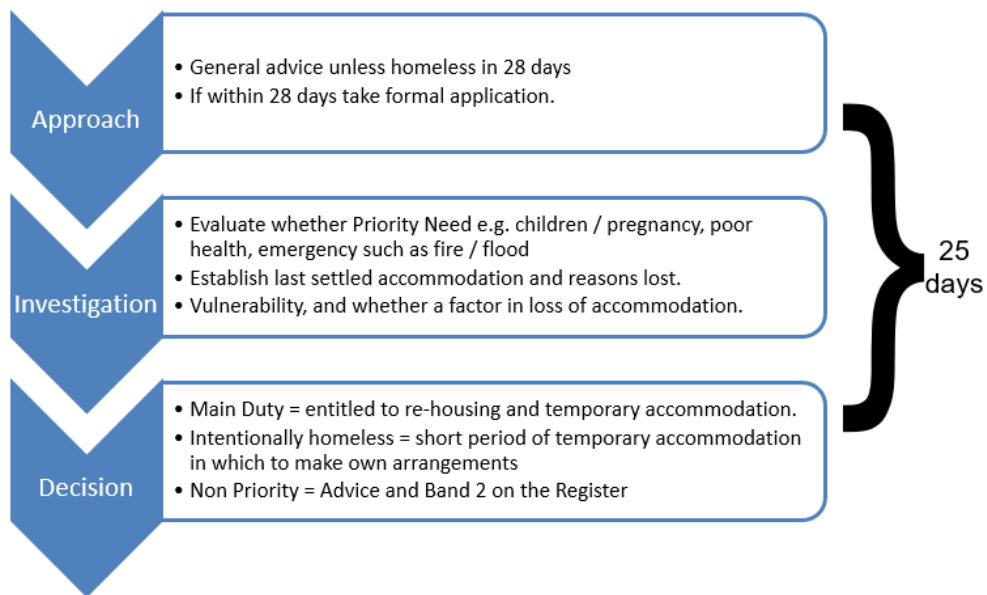 Approach
• General advice unless homeless in 28 days
• If within 28 days take formal application.
Investigation
• Evaluate whether Priority Need e.g. children / pregnancy, poor
health, emergency such as fire / flood
• Establish last settled accommodation and reasons lost.
• Vulnerability, and whether a factor in loss of accommodation.
Decision
• Main Duty = entitled to re-housing and temporary accommodation.
• Intentionally homeless = short period of temporary accommodation
in which to make own arrangements
• Non Priority = Advice and Band 2 on the Register
25
days